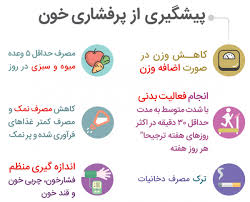 پیشگیری از پرفشاری خون
کاهش وزن در
صورت اضافه وزن
مصرف حداقل ۵ وعده
میوه و سبزی در روز
انجام فعالیت بدنی
با شدت متوسط به مدت
حداقل ۳۰ دقیقه در اکثر
روزهای هفته ترجیحا"
هر روز هفته
کاهش مصرف نمک و
مصرف کمتر غذاهای
فرآوری شده و پر نمک
ترک مصرف دخانیات
اندازه گیری منظم
فشارخون، چربی خون
و قند خون